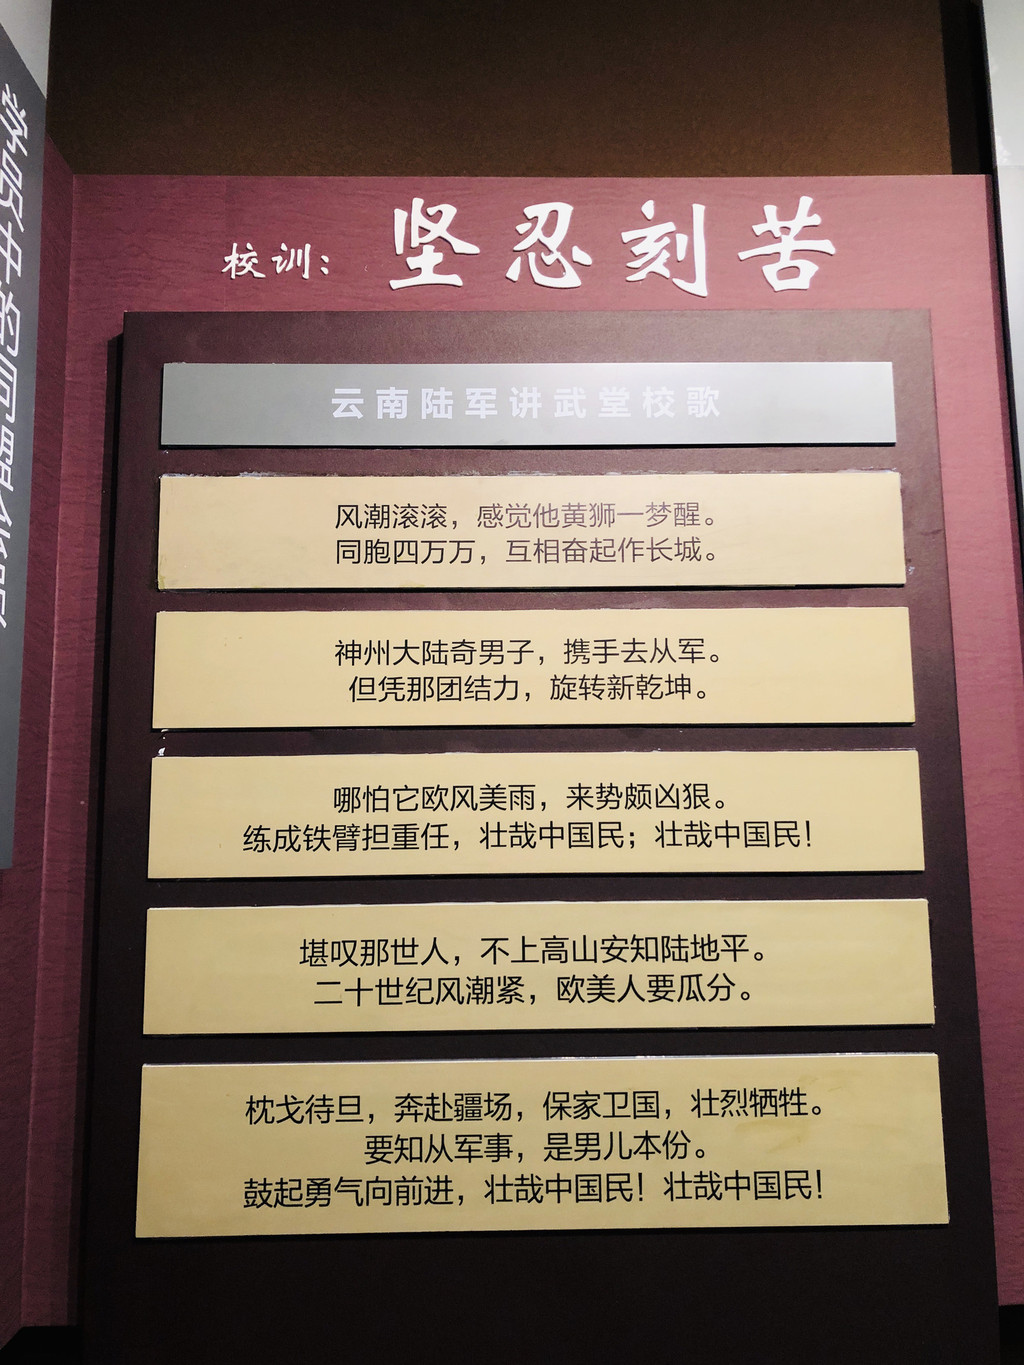 校训：坚忍刻苦
云南陆军讲武堂校歌
风潮滚滚，感觉他黄狮一梦醒。
同胞四万万，互相奋起作长城。
神州大陆奇男子，携手去从军。
但凭那团结力，旋转新乾坤。
哪怕它欧风美雨，来势颇凶狠。
练成铁臂担重任，壮哉中国民；壮哉中国民！
堪叹那世人，不上高山安知陆地平。
二十世纪风潮紧，欧美人要瓜分。
枕戈待旦，奔赴疆场，保家卫国，壮烈牺牲。
要知从军事，是男儿本份。
鼓起勇气向前进，壮哉中国民！壮哉中国民！